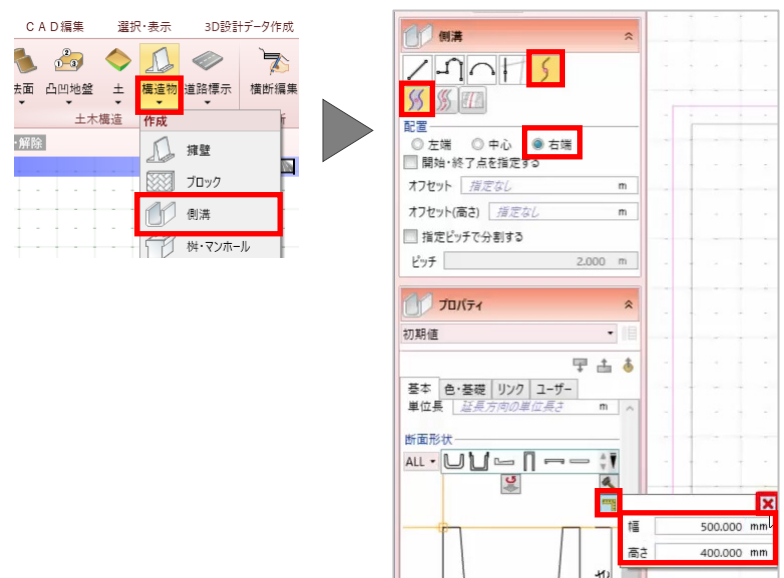 ＣＡＤ編集 選択・表示 3D設計データ作成
法面 凸凹地盤 土 構造物 道路標示 横断編集
土木構造
・解除
作成
擁壁
ブロック
側溝
桝・マンホール
側溝
配置
左端 中心 右端
開始・終了点を指定する
オフセット 指定なし m
オフセット(高さ) 指定なし m
指定ピッチで分割する
ピッチ 2.000 m
プロパティ
初期値
基本 色・基礎 リンク ユーザー
単位長 延長方向の単位長さ m
断面形状
ALL
幅 500.000 mm
高さ 400.000 mm